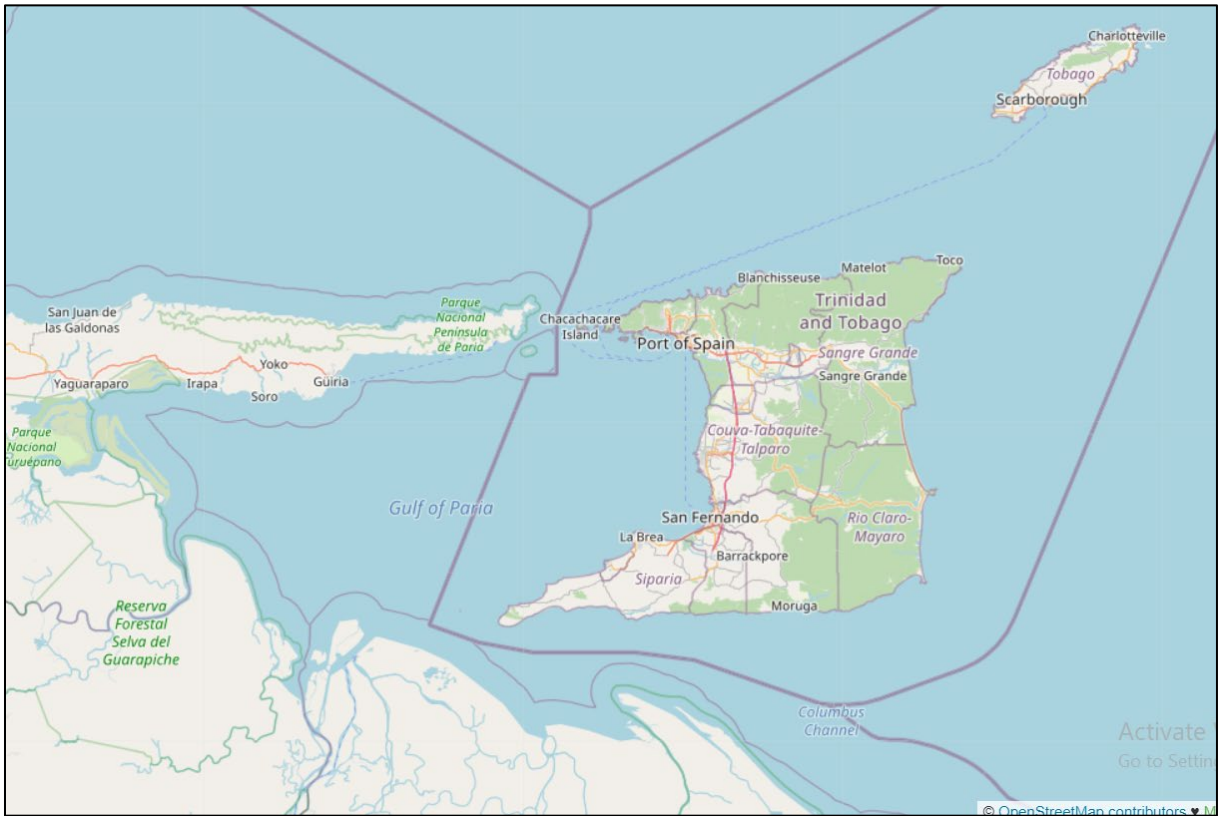 Charlotteville
Tobago
Scarborough
Toco
Matelot
Blanchisseuse
Trinidad
and Tobago
San Juan de
las Galdonas
Parque
Nacional
Península
de Paria
Chacachacare
Island
Port of Spain
Sangre Grande
Sangre Grande
Yoko
Yaguaraparo
Irapa
Soro
Güiria
Parque
Nacional
Turuépano
Couva-Tabaquite-
Talparo
Gulf of Paria
San Fernando
Rio Claro-
Mayaro
La Brea
Barrackpore
Siparia
Moruga
Reserva
Forestal
Selva del
Guarapiche
Columbus
Channel
Activate
Go to Setting
© OpenStreetMap contributors ♥ M